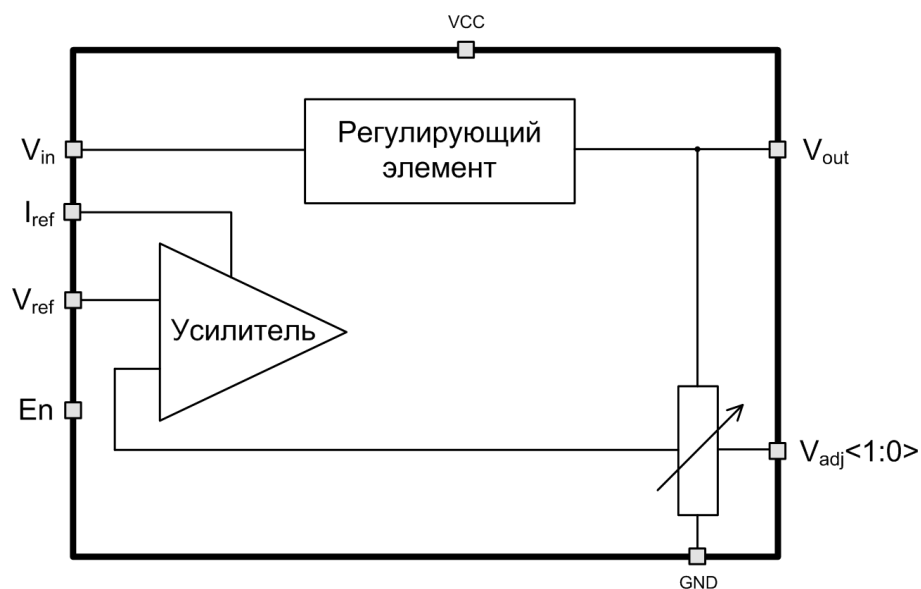 VCC
Vin
Регулирующий
элемент
Vout
Iref
Vref
Усилитель
En
Vadj<1:0>
GND